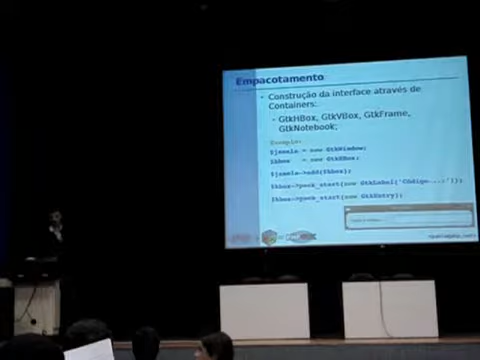 Empacotamento
Construção da interface através de
Containers:
GtkHBox, GtkVBox, GtkFrame,
GtkNotebook;
Exemplo:
$janela = new GtkWindow;
$hbox = new GtkHBox;
$janela->add($hbox);
$hbox->pack_start(new GtkLabel('Código...:'));
$hbox->pack_start(new GtkEntry);